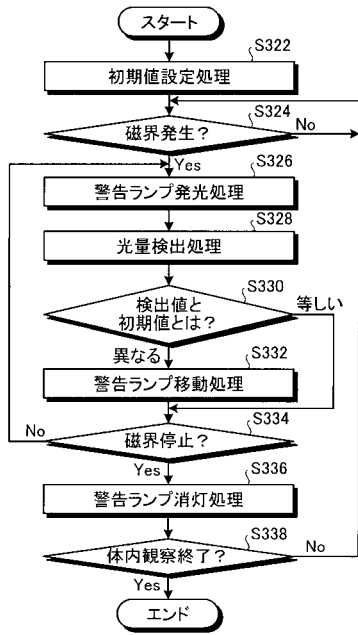 スタート
S322
初期値設定処理
S324
磁界発生？
No
Yes
S326
警告ランプ発光処理
S328
光量検出処理
S330
検出値と
初期値とは？
等しい
異なる
S332
警告ランプ移動処理
S334
No
磁界停止？
Yes
S336
警告ランプ消灯処理
S338
体内観察終了？
No
Yes
エンド